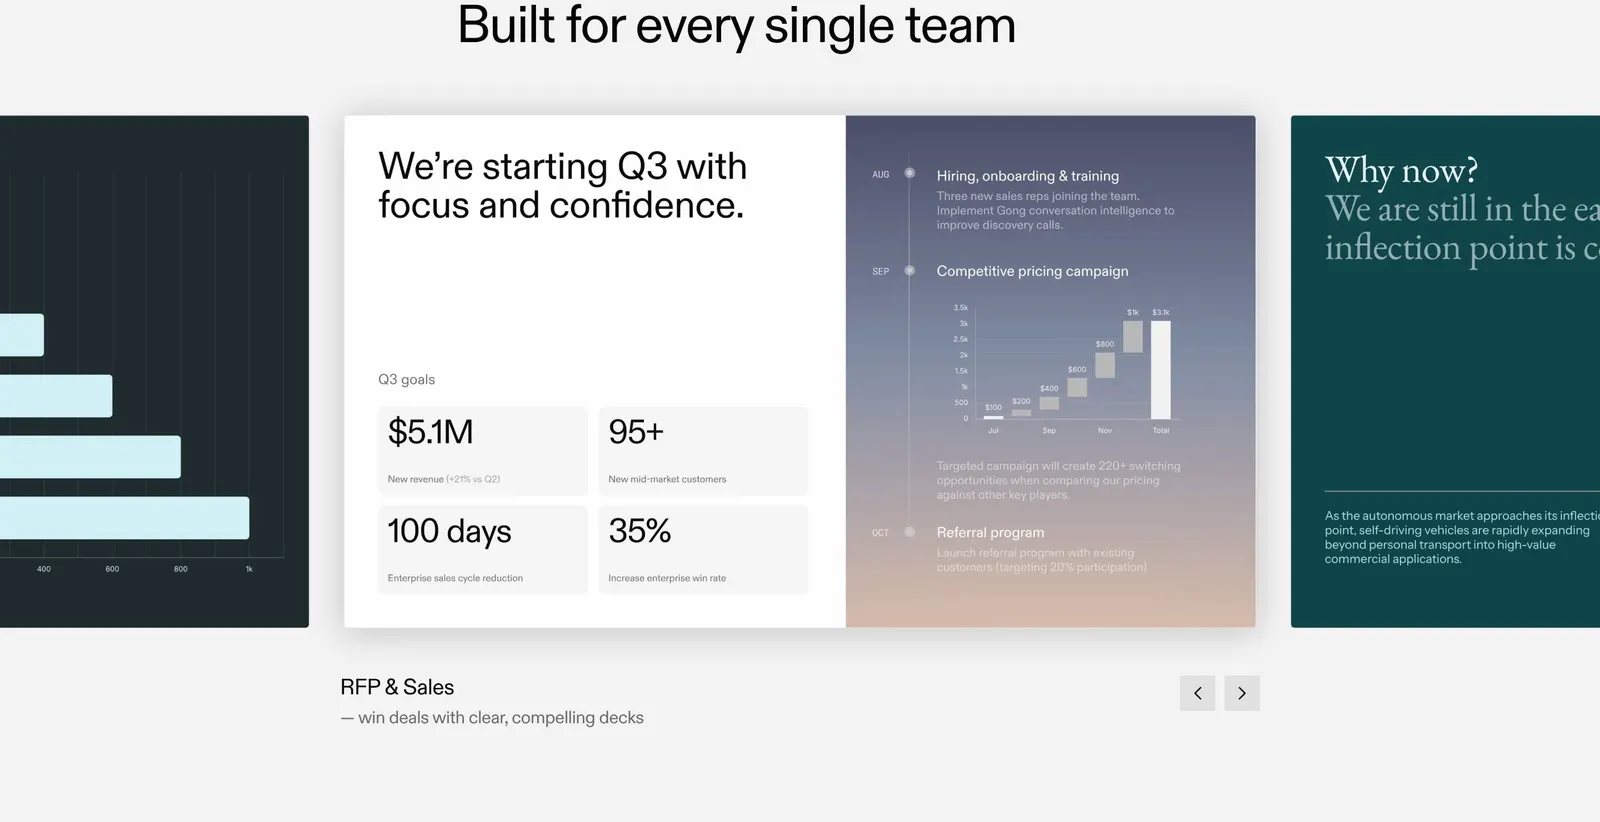 Built for every single team
400
600
800
1k
We’re starting Q3 with
focus and confidence.
Q3 goals
$5.1M
New revenue (+21% vs Q2)
95+
New mid-market customers
100 days
Enterprise sales cycle reduction
35%
Increase enterprise win rate
AUG
Hiring, onboarding & training
Three new sales reps joining the team.
Implement Gong conversation intelligence to
improve discovery calls.
SEP
Competitive pricing campaign
3.5k
3k
2.5k
2k
1.5k
1k
500
0
$100
$200
$400
$600
$800
$1k
$3.1k
Jul
Sep
Nov
Total
Targeted campaign will create 220+ switching
opportunities when comparing our pricing
against other key players.
OCT
Referral program
Launch referral program with existing
customers (targeting 20% participation)
Why now?
We are still in the ea
inflection point is c
As the autonomous market approaches its inflectio
point, self-driving vehicles are rapidly expanding
beyond personal transport into high-value
commercial applications.
RFP & Sales
— win deals with clear, compelling decks